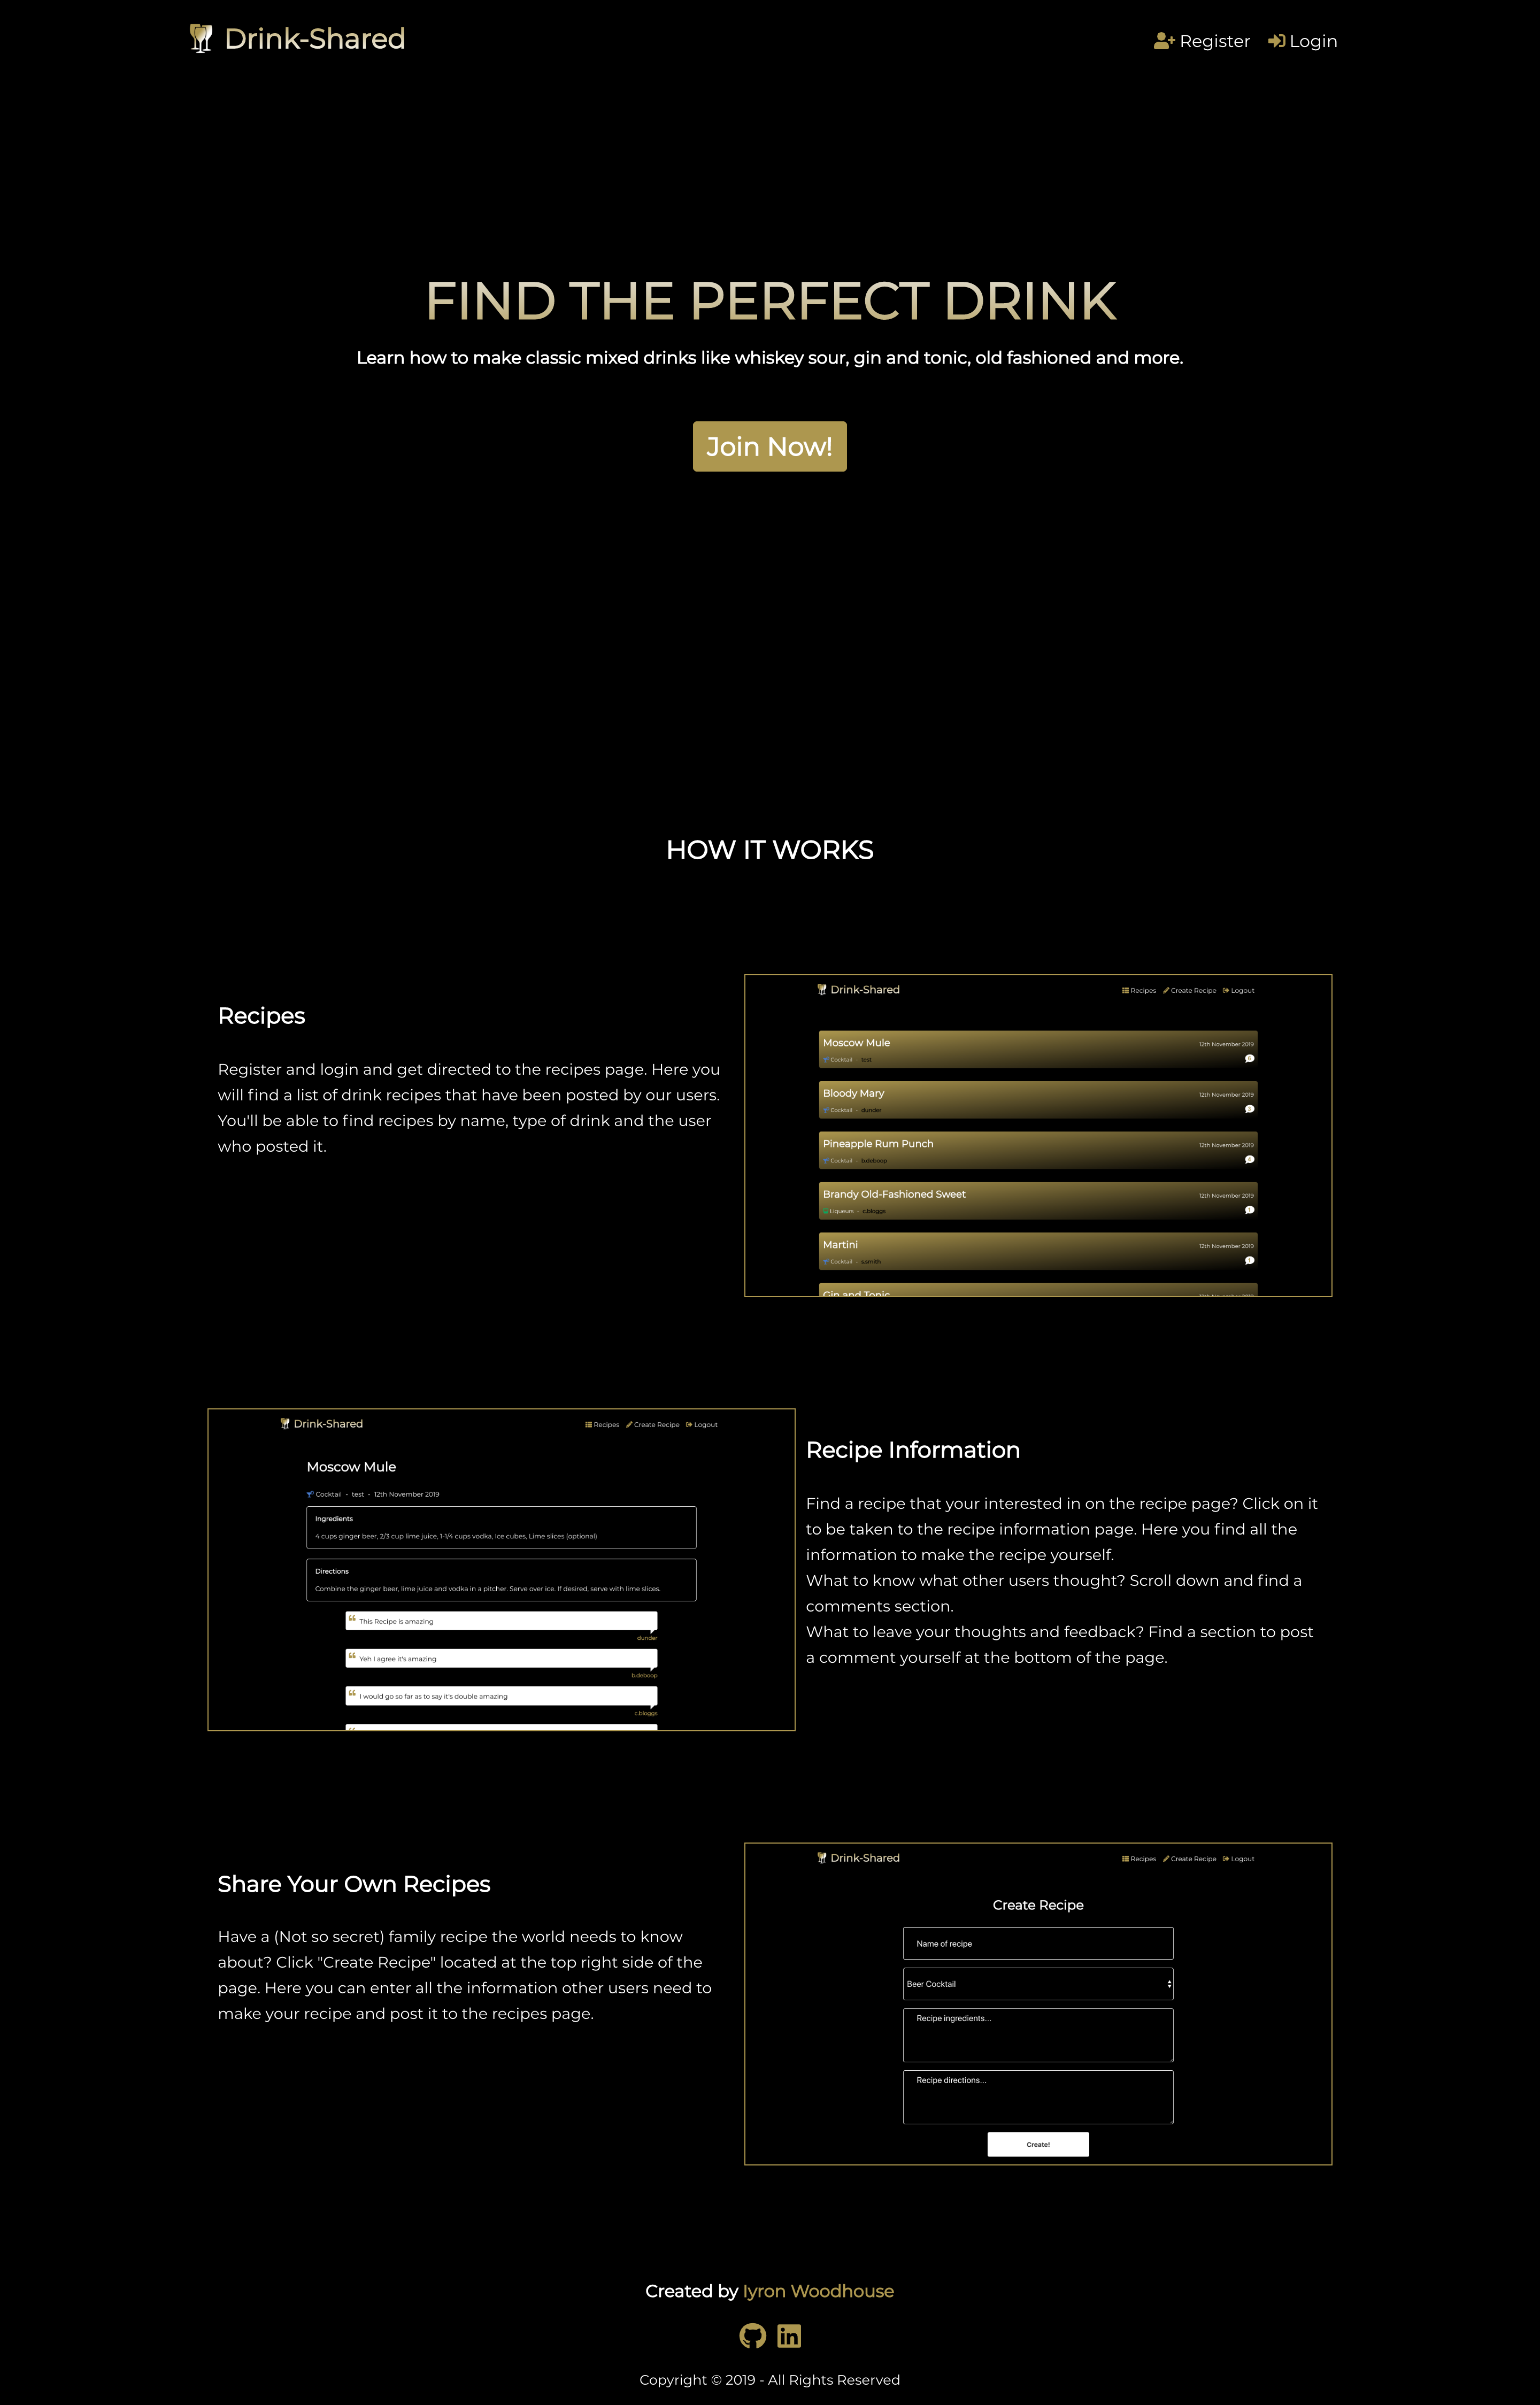 Drink-Shared
Register Login
FIND THE PERFECT DRINK
Learn how to make classic mixed drinks like whiskey sour, gin and tonic, old fashioned and more.
Join Now!
HOW IT WORKS
Recipes
Register and login and get directed to the recipes page. Here you
will find a list of drink recipes that have been posted by our users.
You'll be able to find recipes by name, type of drink and the user
who posted it.
Drink-Shared
Recipes Create Recipe Logout
Moscow Mule
12th November 2019
Cocktail - test
Bloody Mary
12th November 2019
Cocktail - dunder
Pineapple Rum Punch
12th November 2019
Cocktail - b.deboop
Brandy Old-Fashioned Sweet
12th November 2019
Liqueurs - c.bloggs
Martini
12th November 2019
Cocktail - a.smith
Gin and Tonic
12th November 2019
Drink-Shared
Recipes Create Recipe Logout
Moscow Mule
Cocktail - test - 12th November 2019
Ingredients
4 cups ginger beer, 2/3 cup lime juice, 1-1/4 cups vodka, Ice cubes, Lime slices (optional)
Directions
Combine the ginger beer, lime juice and vodka in a pitcher. Serve over ice. If desired, serve with lime slices.
This Recipe is amazing
dunder
Yeh I agree it's amazing
b.deboop
I would go so far as to say it's double amazing
c.bloggs
Recipe Information
Find a recipe that your interested in on the recipe page? Click on it
to be taken to the recipe information page. Here you find all the
information to make the recipe yourself.
What to know what other users thought? Scroll down and find a
comments section.
What to leave your thoughts and feedback? Find a section to post
a comment yourself at the bottom of the page.
Share Your Own Recipes
Have a (Not so secret) family recipe the world needs to know
about? Click "Create Recipe" located at the top right side of the
page. Here you can enter all the information other users need to
make your recipe and post it to the recipes page.
Drink-Shared
Recipes Create Recipe Logout
Create Recipe
Name of recipe
Beer Cocktail
Recipe ingredients...
Recipe directions...
Create!
Created by Iyron Woodhouse
Copyright © 2019 - All Rights Reserved